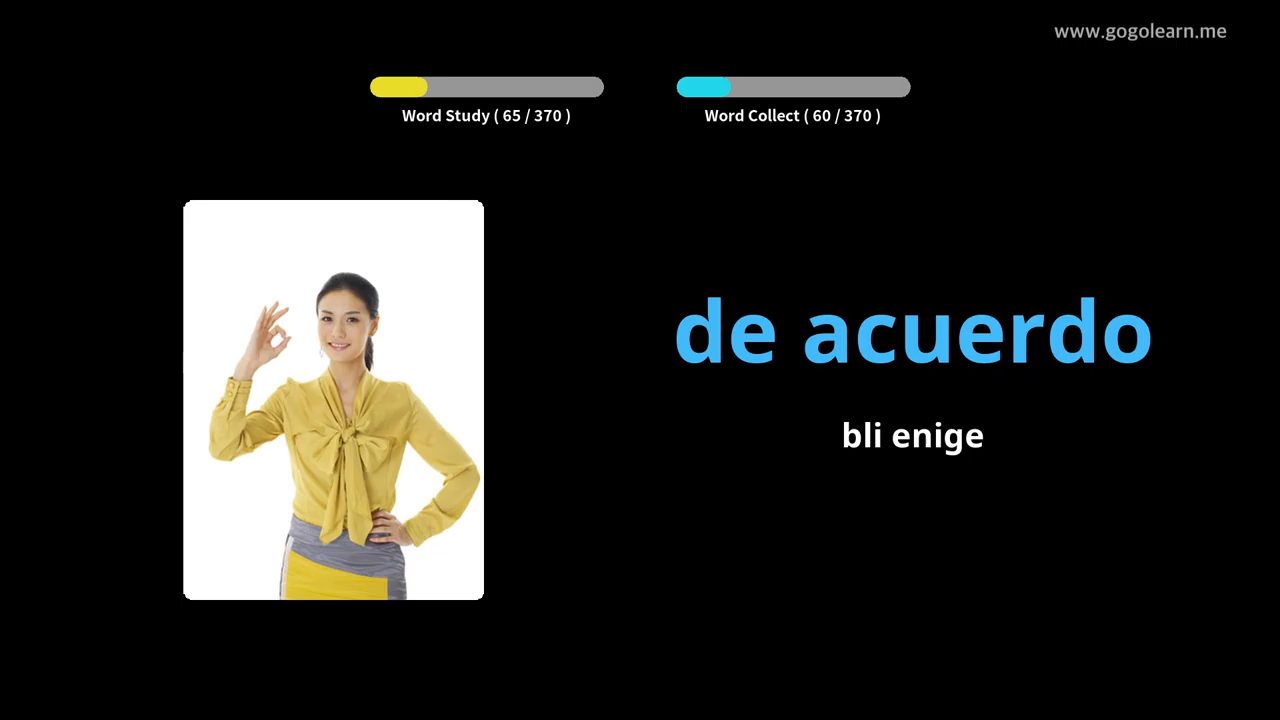 www.gogolearn.me
Word Study ( 65 / 370 )
Word Collect ( 60 / 370 )
de acuerdo
bli enige